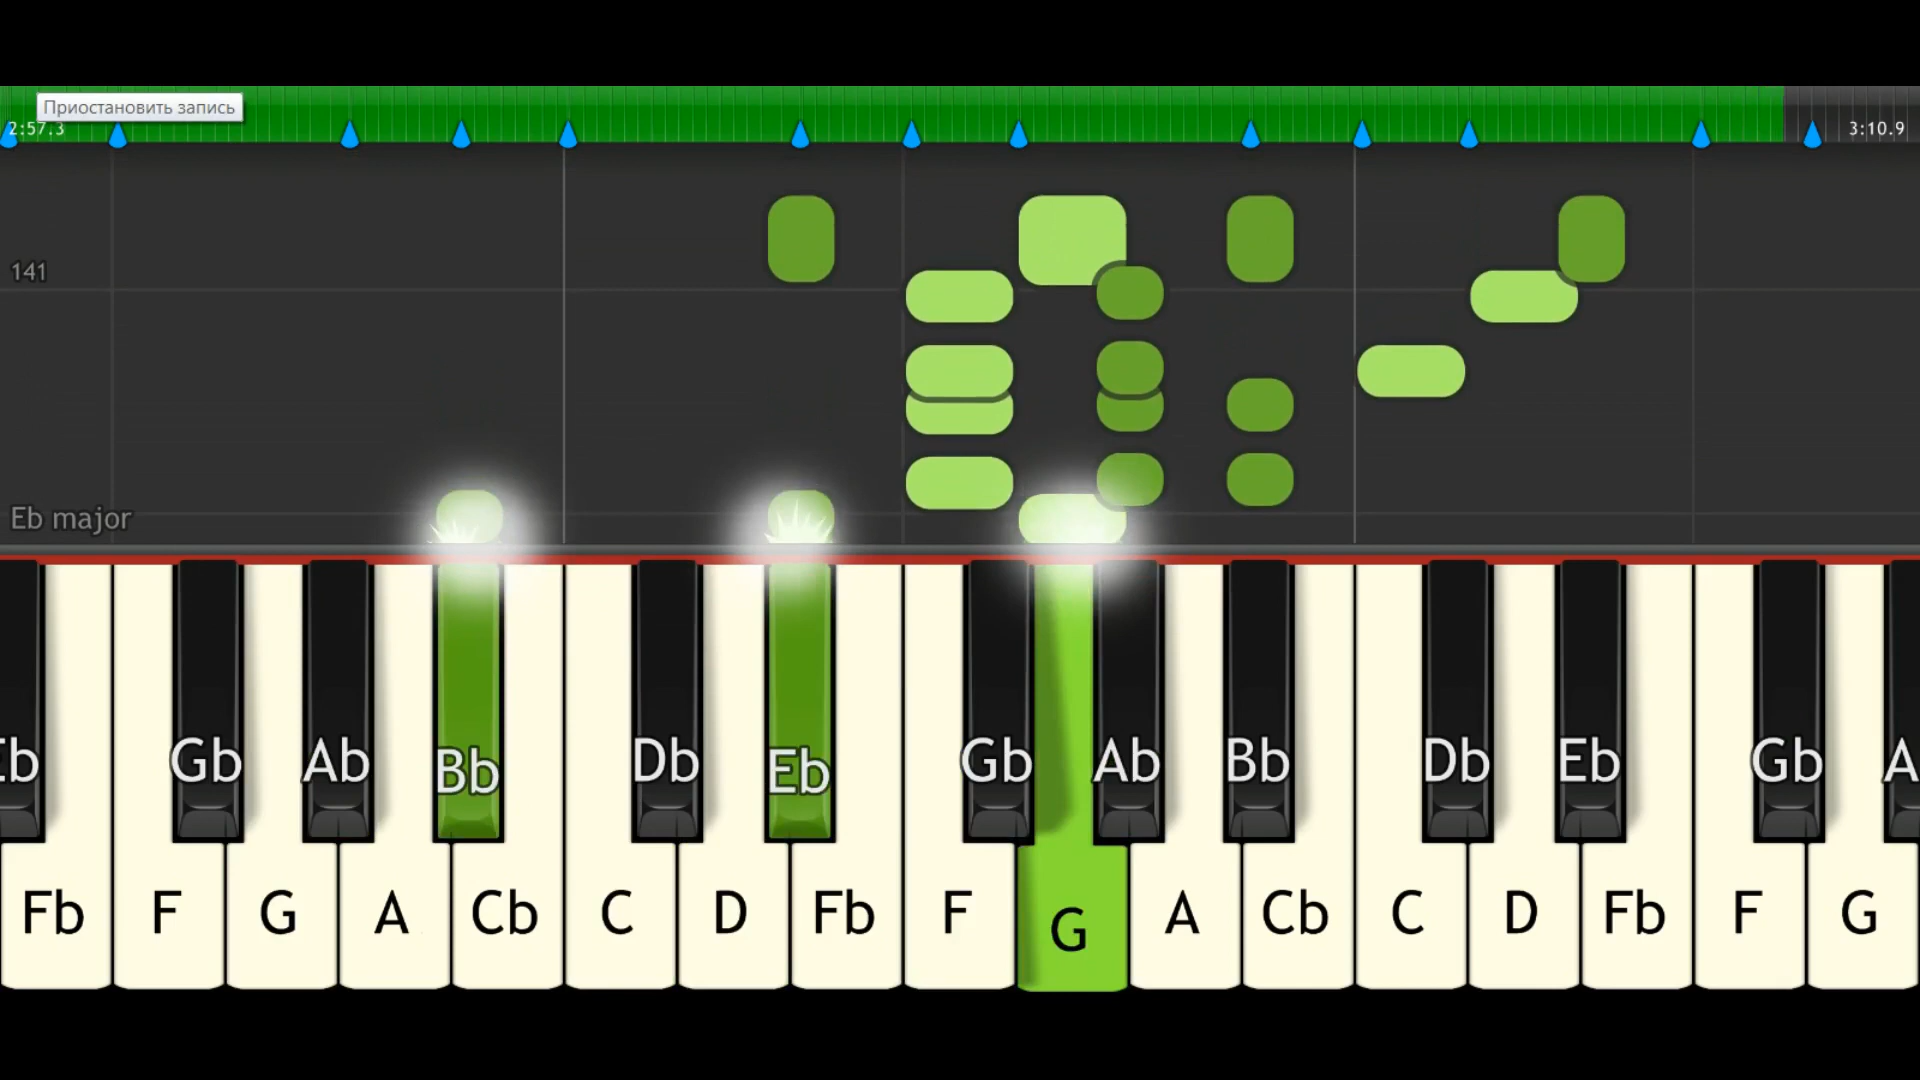 Приостановить запись
2:57.3
3:10.9
141
Eb major
Eb Gb Ab Bb Db Eb Gb Ab Bb Db Eb Gb A
Fb F G A Cb C D Fb F G A Cb C D Fb F G